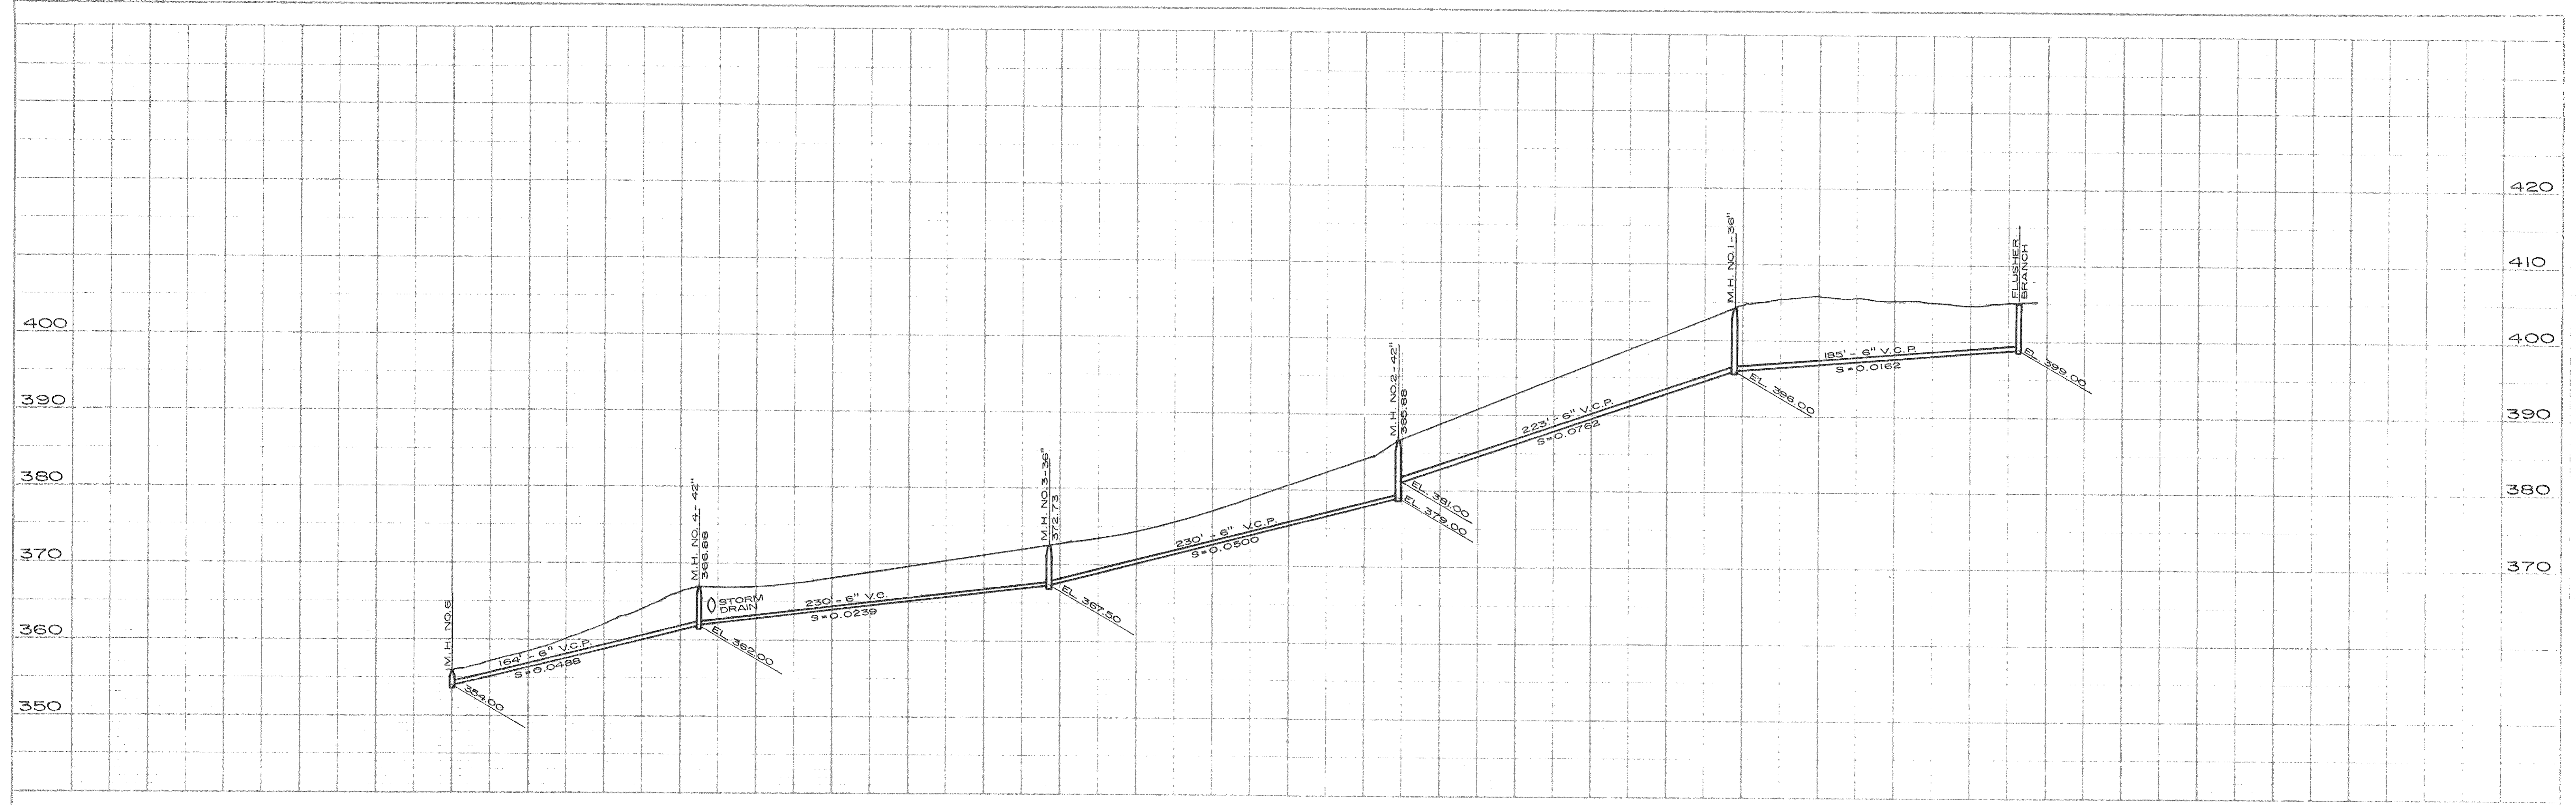 420
410
400
390
380
370
400
390
380
370
360
350
M.H. NO.6
354.00
164' - 6" V.C.P.
S=0.0488
M.H. NO. 4 - 42"
366.88
STORM
DRAIN
EL. 362.00
230' - 6" V.C.
S=0.0239
M.H. NO.3-36"
372.73
EL. 367.50
230' - 6" V.C.P.
S=0.0500
M.H. NO.2-42"
385.88
EL. 381.00
EL. 379.00
223' - 6" V.C.P.
S=0.0762
M.H. NO.1-36"
EL. 396.00
185' - 6" V.C.P.
S=0.0162
FLUSHER
BRANCH
EL. 399.00